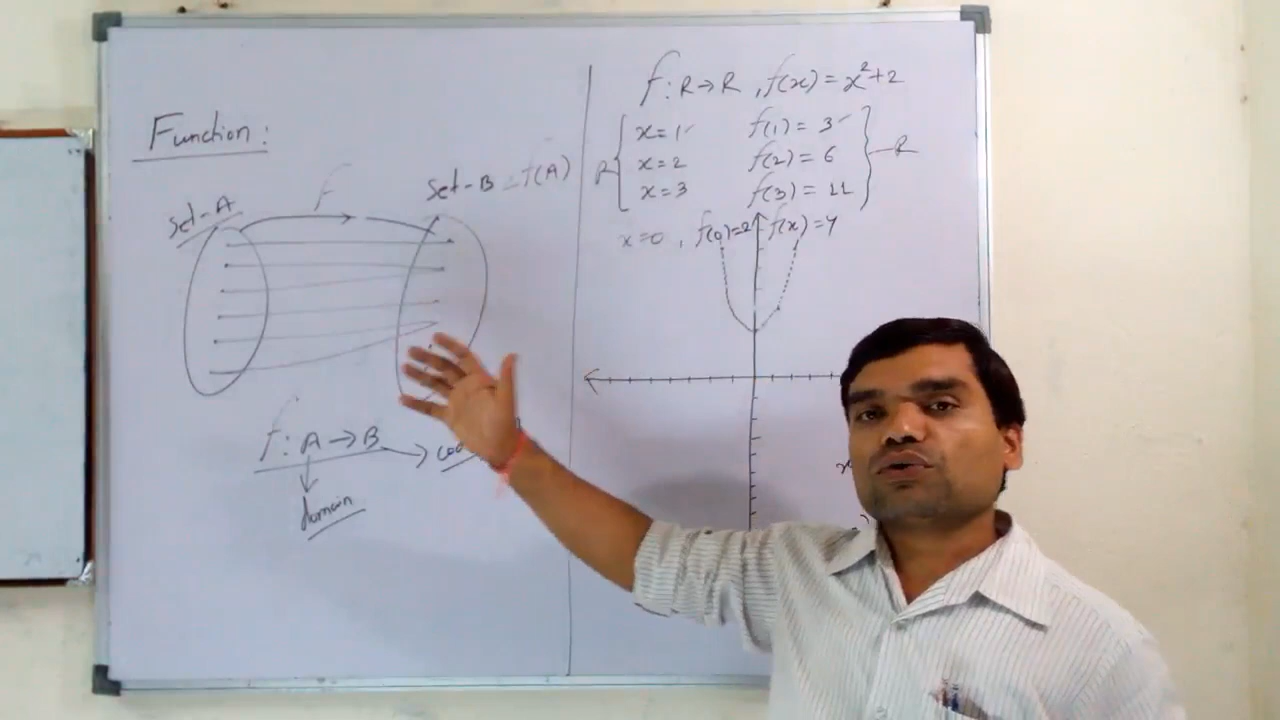 Function:
set-A
f
set-B = f(A)
f: A → B
domain
f: R → R, f(x) = x²+2
R { x=1 f(1) = 3 } R
x=2 f(2) = 6
x=3 f(3) = 11
x=0, f(0)=2 f(x)=y